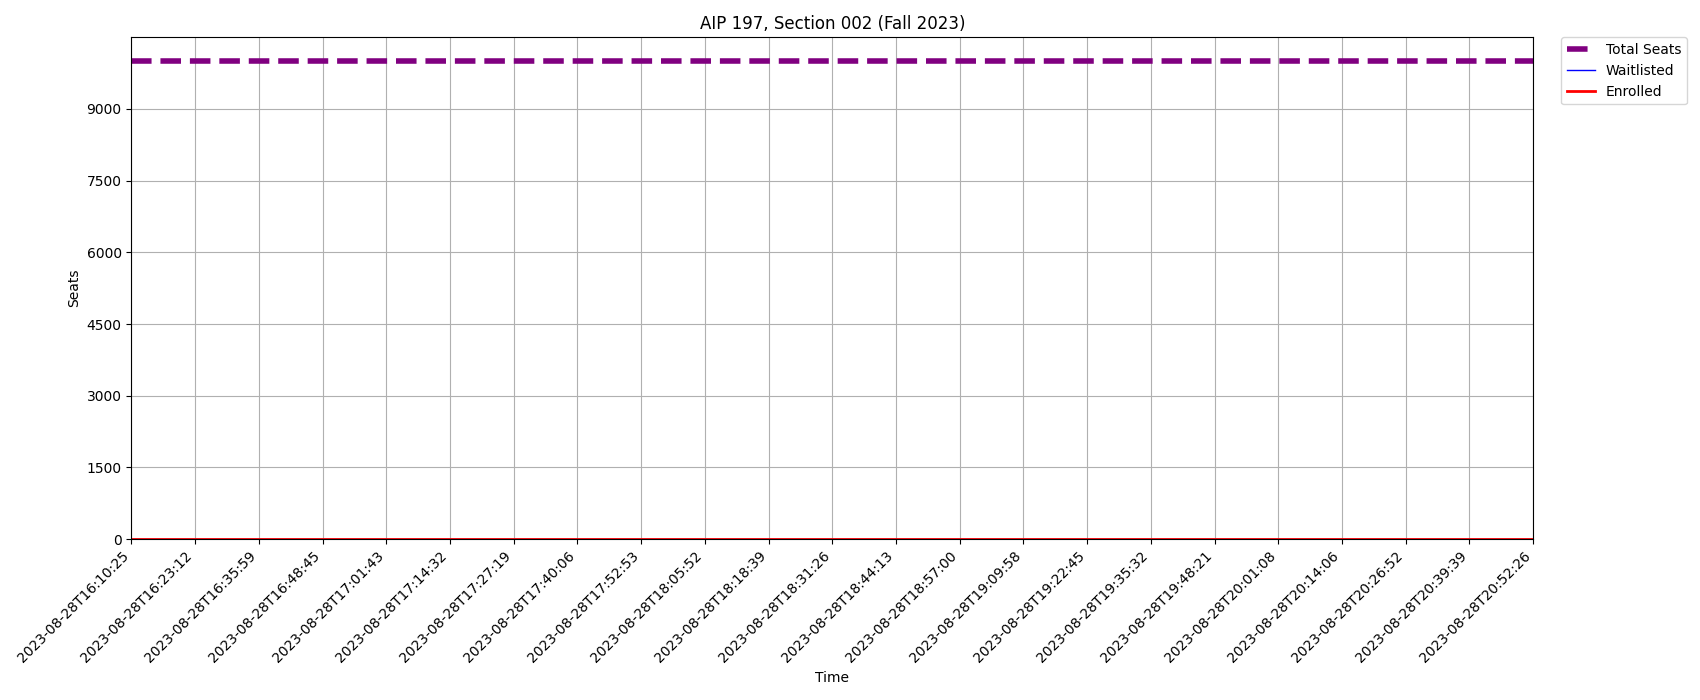 AIP 197, Section 002 (Fall 2023)
Total Seats
Waitlisted
Enrolled
9000
7500
6000
4500
3000
1500
0
Seats
2023-08-28T16:10:25
2023-08-28T16:23:12
2023-08-28T16:35:59
2023-08-28T16:48:45
2023-08-28T17:01:43
2023-08-28T17:14:32
2023-08-28T17:27:19
2023-08-28T17:40:06
2023-08-28T17:52:53
2023-08-28T18:05:52
2023-08-28T18:18:39
2023-08-28T18:31:26
2023-08-28T18:44:13
2023-08-28T18:57:00
2023-08-28T19:09:58
2023-08-28T19:22:45
2023-08-28T19:35:32
2023-08-28T19:48:21
2023-08-28T20:01:08
2023-08-28T20:14:06
2023-08-28T20:26:52
2023-08-28T20:39:39
2023-08-28T20:52:26
Time